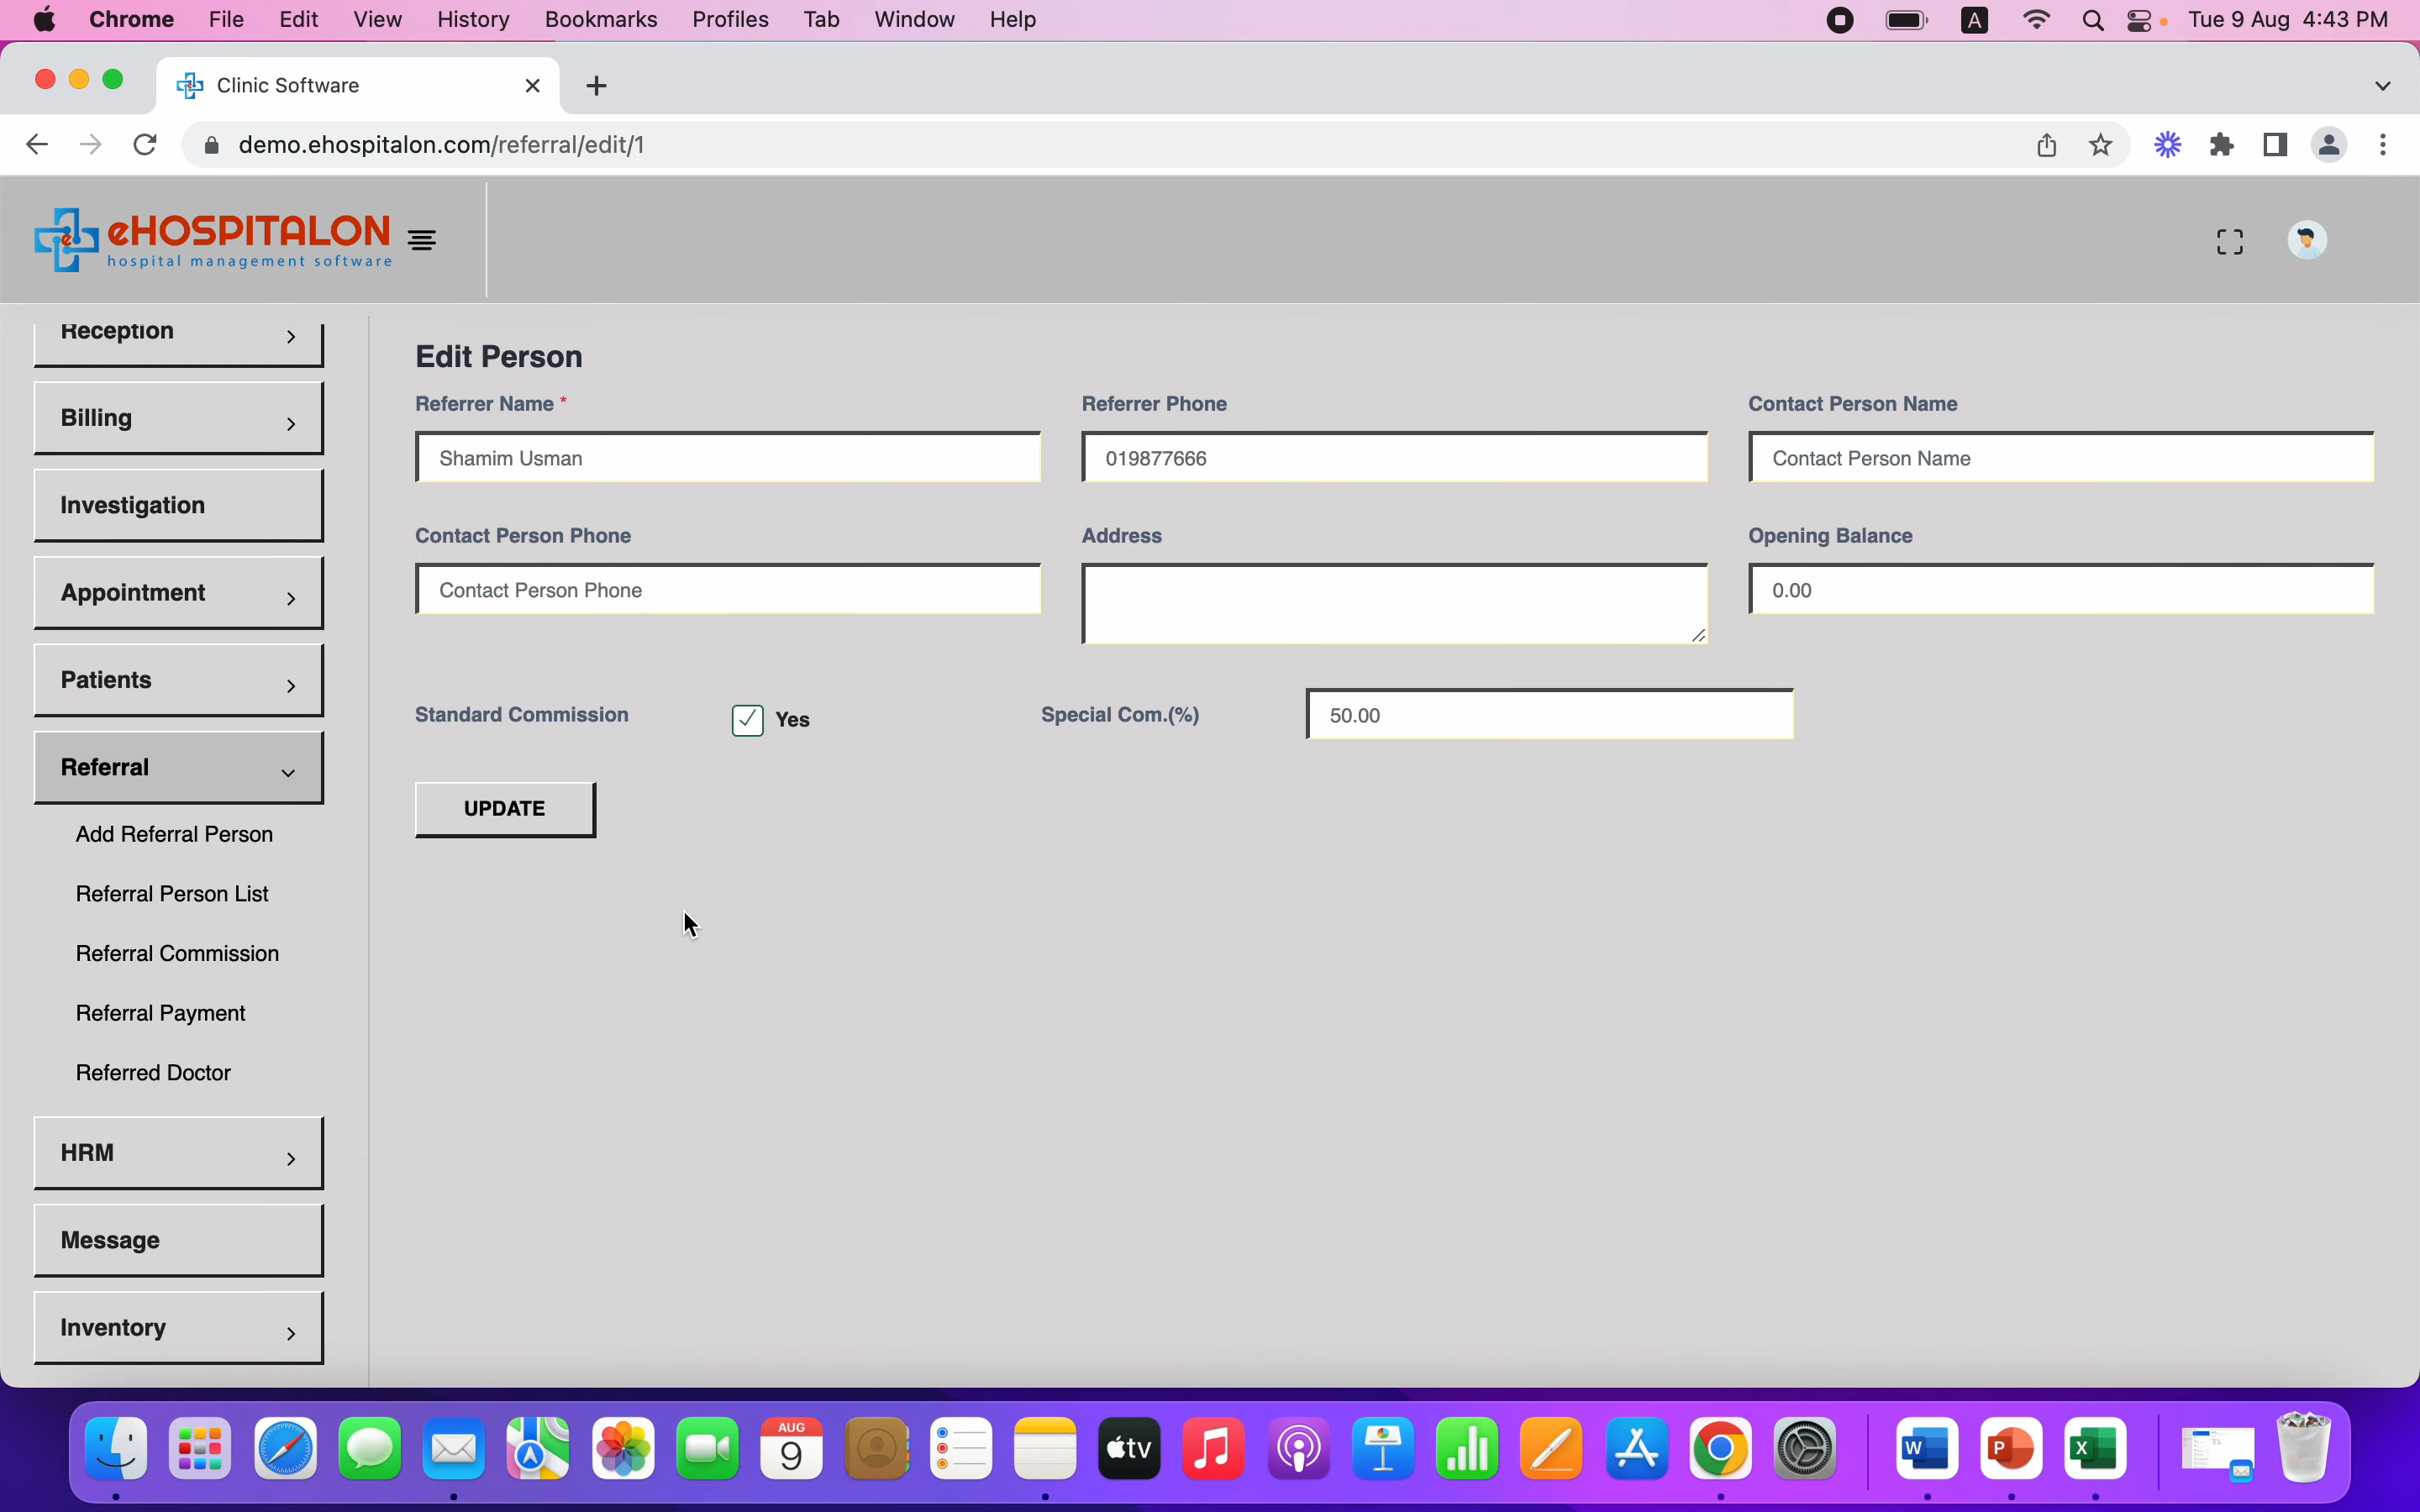 Chrome File Edit View History Bookmarks Profiles Tab Window Help A Tue 9 Aug 4:43 PM
Clinic Software
demo.ehospitalon.com/referral/edit/1
eHOSPITALON
hospital management software
Reception
Billing
Investigation
Appointment
Patients
Referral
Add Referral Person
Referral Person List
Referral Commission
Referral Payment
Referred Doctor
HRM
Message
Inventory
Edit Person
Referrer Name * Referrer Phone Contact Person Name
Shamim Usman 019877666 Contact Person Name
Contact Person Phone Address Opening Balance
Contact Person Phone 0.00
Standard Commission Yes Special Com.(%) 50.00
UPDATE
AUG
9
tv
W
P
X